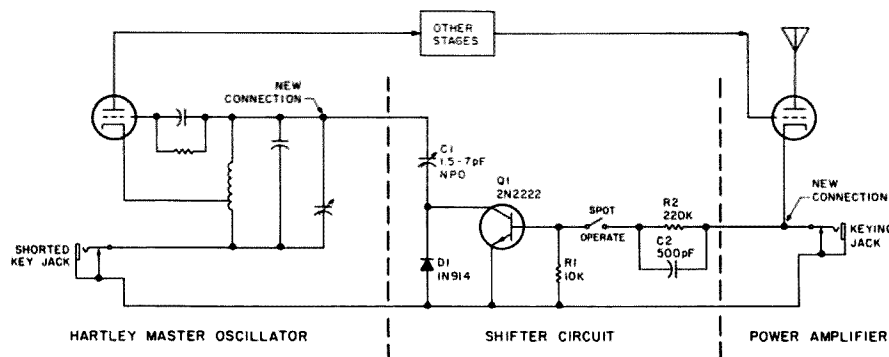 OTHER
STAGES
NEW
CONNECTION
C1
1.5-7pF
NPO
Q1
2N2222
SPOT
OPERATE
R2
220K
C2
500pF
NEW
CONNECTION
KEYING
JACK
SHORTED
KEY JACK
D1
1N914
R1
10K
HARTLEY MASTER OSCILLATOR
SHIFTER CIRCUIT
POWER AMPLIFIER